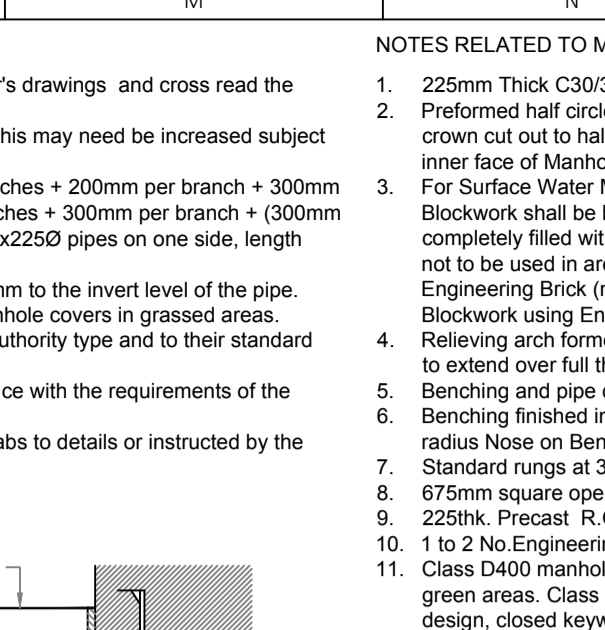 M
N
's drawings and cross read the
his may need be increased subject
ches + 200mm per branch + 300mm
ches + 300mm per branch + (300mm
x225Ø pipes on one side, length
m to the invert level of the pipe.
nhole covers in grassed areas.
uthority type and to their standard
ce with the requirements of the
abs to details or instructed by the
NOTES RELATED TO M
1. 225mm Thick C30/3
2. Preformed half circle
crown cut out to hal
inner face of Manho
3. For Surface Water M
Blockwork shall be
completely filled wit
not to be used in are
Engineering Brick (
Blockwork using En
4. Relieving arch forme
to extend over full th
5. Benching and pipe
6. Benching finished in
radius Nose on Ben
7. Standard rungs at 3
8. 675mm square ope
9. 225thk. Precast R.
10. 1 to 2 No.Engineerin
11. Class D400 manhol
green areas. Class
design, closed keyw